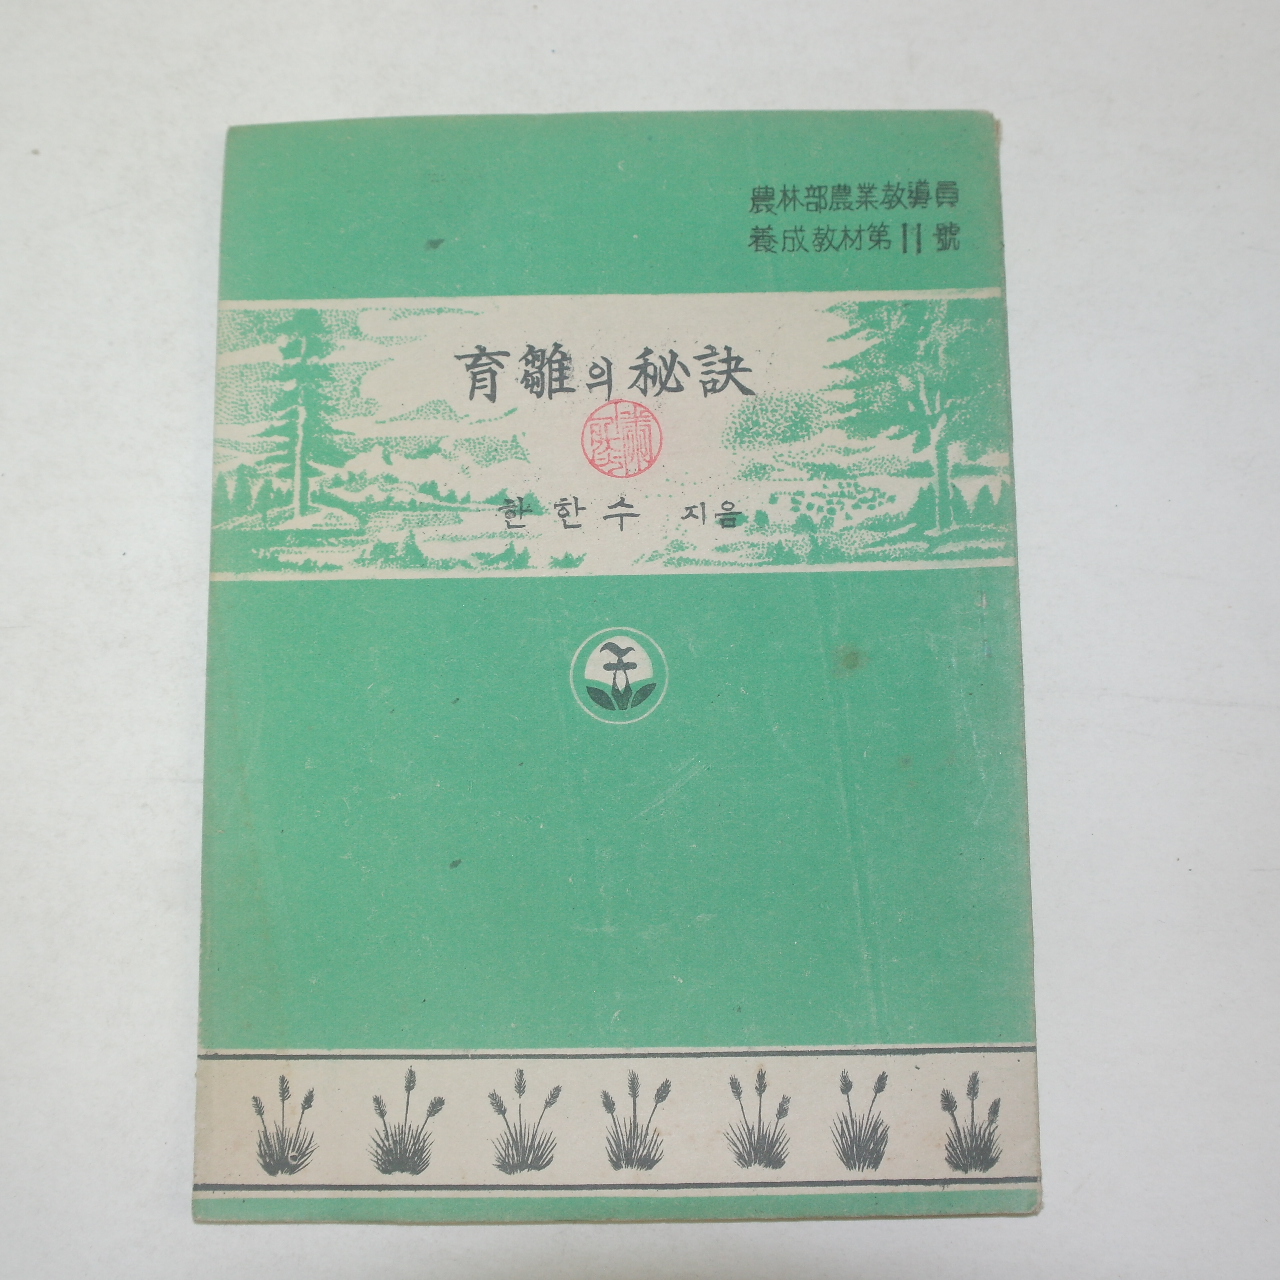 農林部農業教導員
養成教材第11號
育雛의 秘訣
한한수 지음